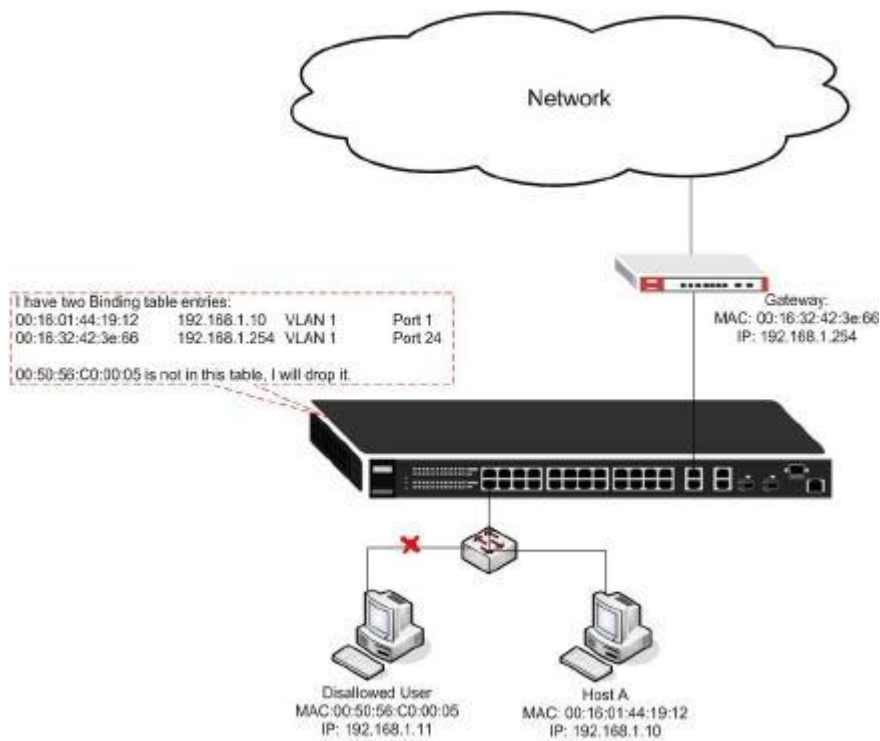 Network
I have two Binding table entries:
00:16:01:44:19:12 192.168.1.10 VLAN 1 Port 1
00:16:32:42:3e:66 192.168.1.254 VLAN 1 Port 24
00:50:56:C0:00:05 is not in this table, I will drop it.
Gateway:
MAC: 00:16:32:42:3e:66
IP: 192.168.1.254
Disallowed User
MAC:00:50:56:C0:00:05
IP: 192.168.1.11
Host A
MAC: 00:16:01:44:19:12
IP: 192.168.1.10